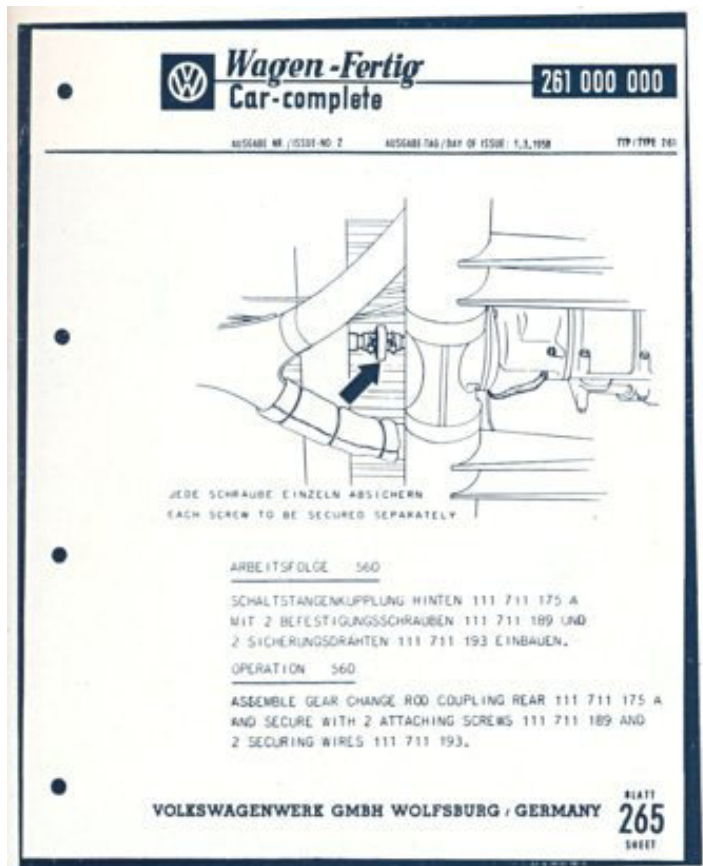 Wagen-Fertig
Car-complete
261 000 000
AUSGABE NR./ISSUE-NO 2
AUSGABE-TAG/DAY OF ISSUE: 1.3.1958
TYP/TYPE 261
JEDE SCHRAUBE EINZELN ABSICHERN
EACH SCREW TO BE SECURED SEPARATELY
ARBEITSFOLGE 560
SCHALTSTANGENKUPPLUNG HINTEN 111 711 175 A
MIT 2 BEFESTIGUNGSSCHRAUBEN 111 711 189 UND
2 SICHERUNGSDRAHTEN 111 711 193 EINBAUEN.
OPERATION 560
ASSEMBLE GEAR CHANGE ROD COUPLING REAR 111 711 175 A
AND SECURE WITH 2 ATTACHING SCREWS 111 711 189 AND
2 SECURING WIRES 111 711 193.
VOLKSWAGENWERK GMBH WOLFSBURG / GERMANY
BLATT
265
SHEET